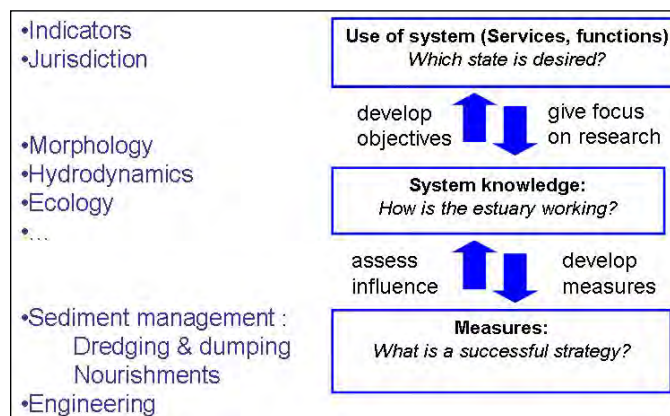 •Indicators
•Jurisdiction
•Morphology
•Hydrodynamics
•Ecology
•...
•Sediment management :
Dredging & dumping
Nourishments
•Engineering
Use of system (Services, functions)
Which state is desired?
develop
objectives
give focus
on research
System knowledge:
How is the estuary working?
assess
influence
develop
measures
Measures:
What is a successful strategy?